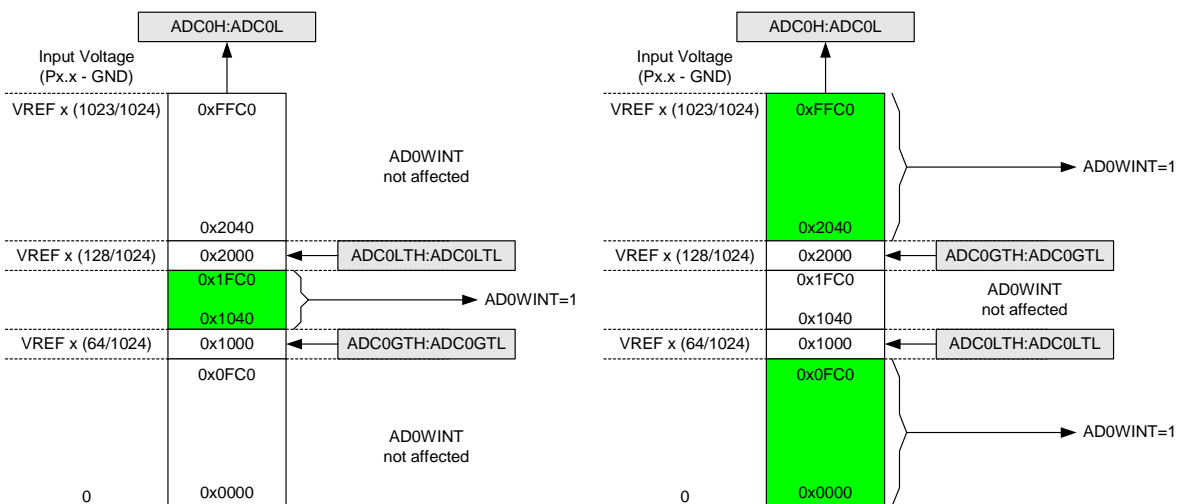 ADC0H:ADC0L
Input Voltage
(Px.x - GND)
VREF x (1023/1024)
0xFFC0
AD0WINT
not affected
0x2040
VREF x (128/1024)
0x2000
ADC0LTH:ADC0LTL
0x1FC0
AD0WINT=1
0x1040
VREF x (64/1024)
0x1000
ADC0GTH:ADC0GTL
0x0FC0
AD0WINT
not affected
0
0x0000
ADC0H:ADC0L
Input Voltage
(Px.x - GND)
VREF x (1023/1024)
0xFFC0
AD0WINT=1
0x2040
VREF x (128/1024)
0x2000
ADC0GTH:ADC0GTL
0x1FC0
AD0WINT
not affected
0x1040
VREF x (64/1024)
0x1000
ADC0LTH:ADC0LTL
0x0FC0
AD0WINT=1
0
0x0000